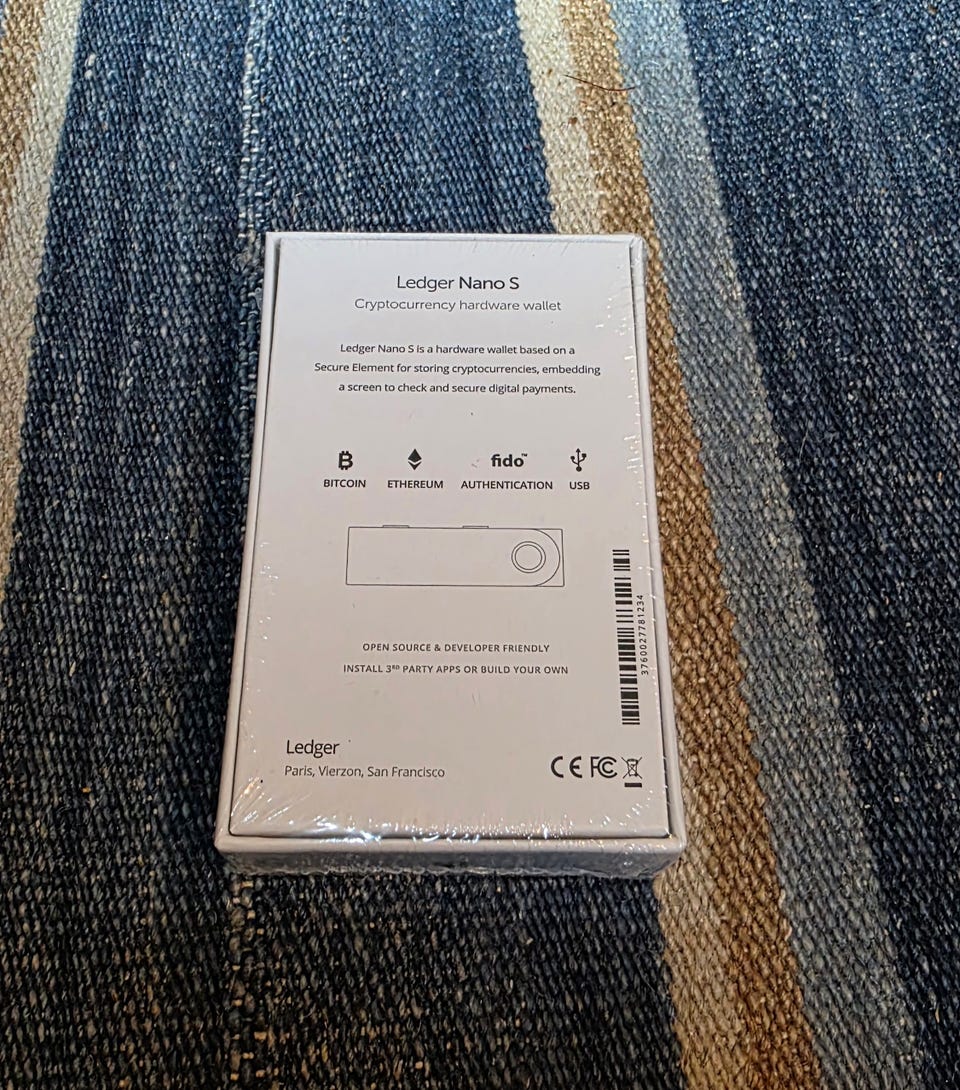 Ledger Nano S
Cryptocurrency hardware wallet
Ledger Nano S is a hardware wallet based on a
Secure Element for storing cryptocurrencies, embedding
a screen to check and secure digital payments.
fido™
BITCOIN ETHEREUM AUTHENTICATION USB
OPEN SOURCE & DEVELOPER FRIENDLY
INSTALL 3RD PARTY APPS OR BUILD YOUR OWN
3760027781234
Ledger
Paris, Vierzon, San Francisco
CE FC